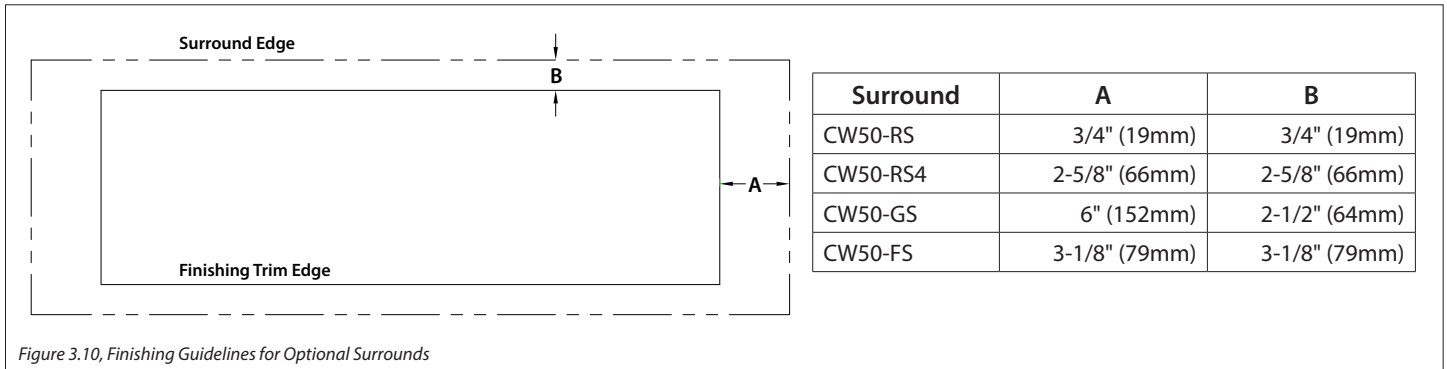 Surround Edge
B
A
Finishing Trim Edge
Surround A B
CW50-RS 3/4" (19mm) 3/4" (19mm)
CW50-RS4 2-5/8" (66mm) 2-5/8" (66mm)
CW50-GS 6" (152mm) 2-1/2" (64mm)
CW50-FS 3-1/8" (79mm) 3-1/8" (79mm)
Figure 3.10, Finishing Guidelines for Optional Surrounds